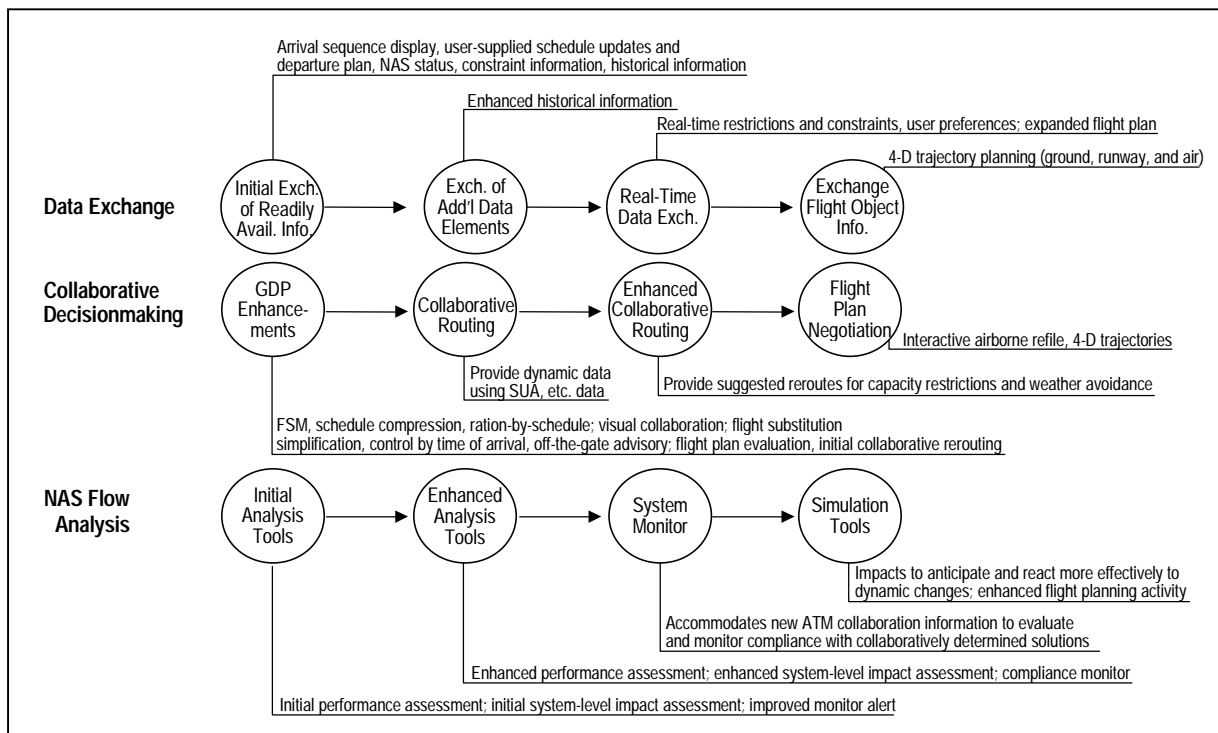 Arrival sequence display, user-supplied schedule updates and
departure plan, NAS status, constraint information, historical information
Enhanced historical information
Real-time restrictions and constraints, user preferences; expanded flight plan
4-D trajectory planning (ground, runway, and air)
Data Exchange
Initial Exch.
of Readily
Avail. Info.
Exch. of
Add'l Data
Elements
Real-Time
Data Exch.
Exchange
Flight Object
Info.
Collaborative
Decisionmaking
GDP
Enhance-
ments
Collaborative
Routing
Enhanced
Collaborative
Routing
Flight
Plan
Negotiation
Interactive airborne refile, 4-D trajectories
Provide dynamic data
using SUA, etc. data
Provide suggested reroutes for capacity restrictions and weather avoidance
FSM, schedule compression, ration-by-schedule; visual collaboration; flight substitution
simplification, control by time of arrival, off-the-gate advisory; flight plan evaluation, initial collaborative rerouting
NAS Flow
Analysis
Initial
Analysis
Tools
Enhanced
Analysis
Tools
System
Monitor
Simulation
Tools
Impacts to anticipate and react more effectively to
dynamic changes; enhanced flight planning activity
Accommodates new ATM collaboration information to evaluate
and monitor compliance with collaboratively determined solutions
Enhanced performance assessment; enhanced system-level impact assessment; compliance monitor
Initial performance assessment; initial system-level impact assessment; improved monitor alert